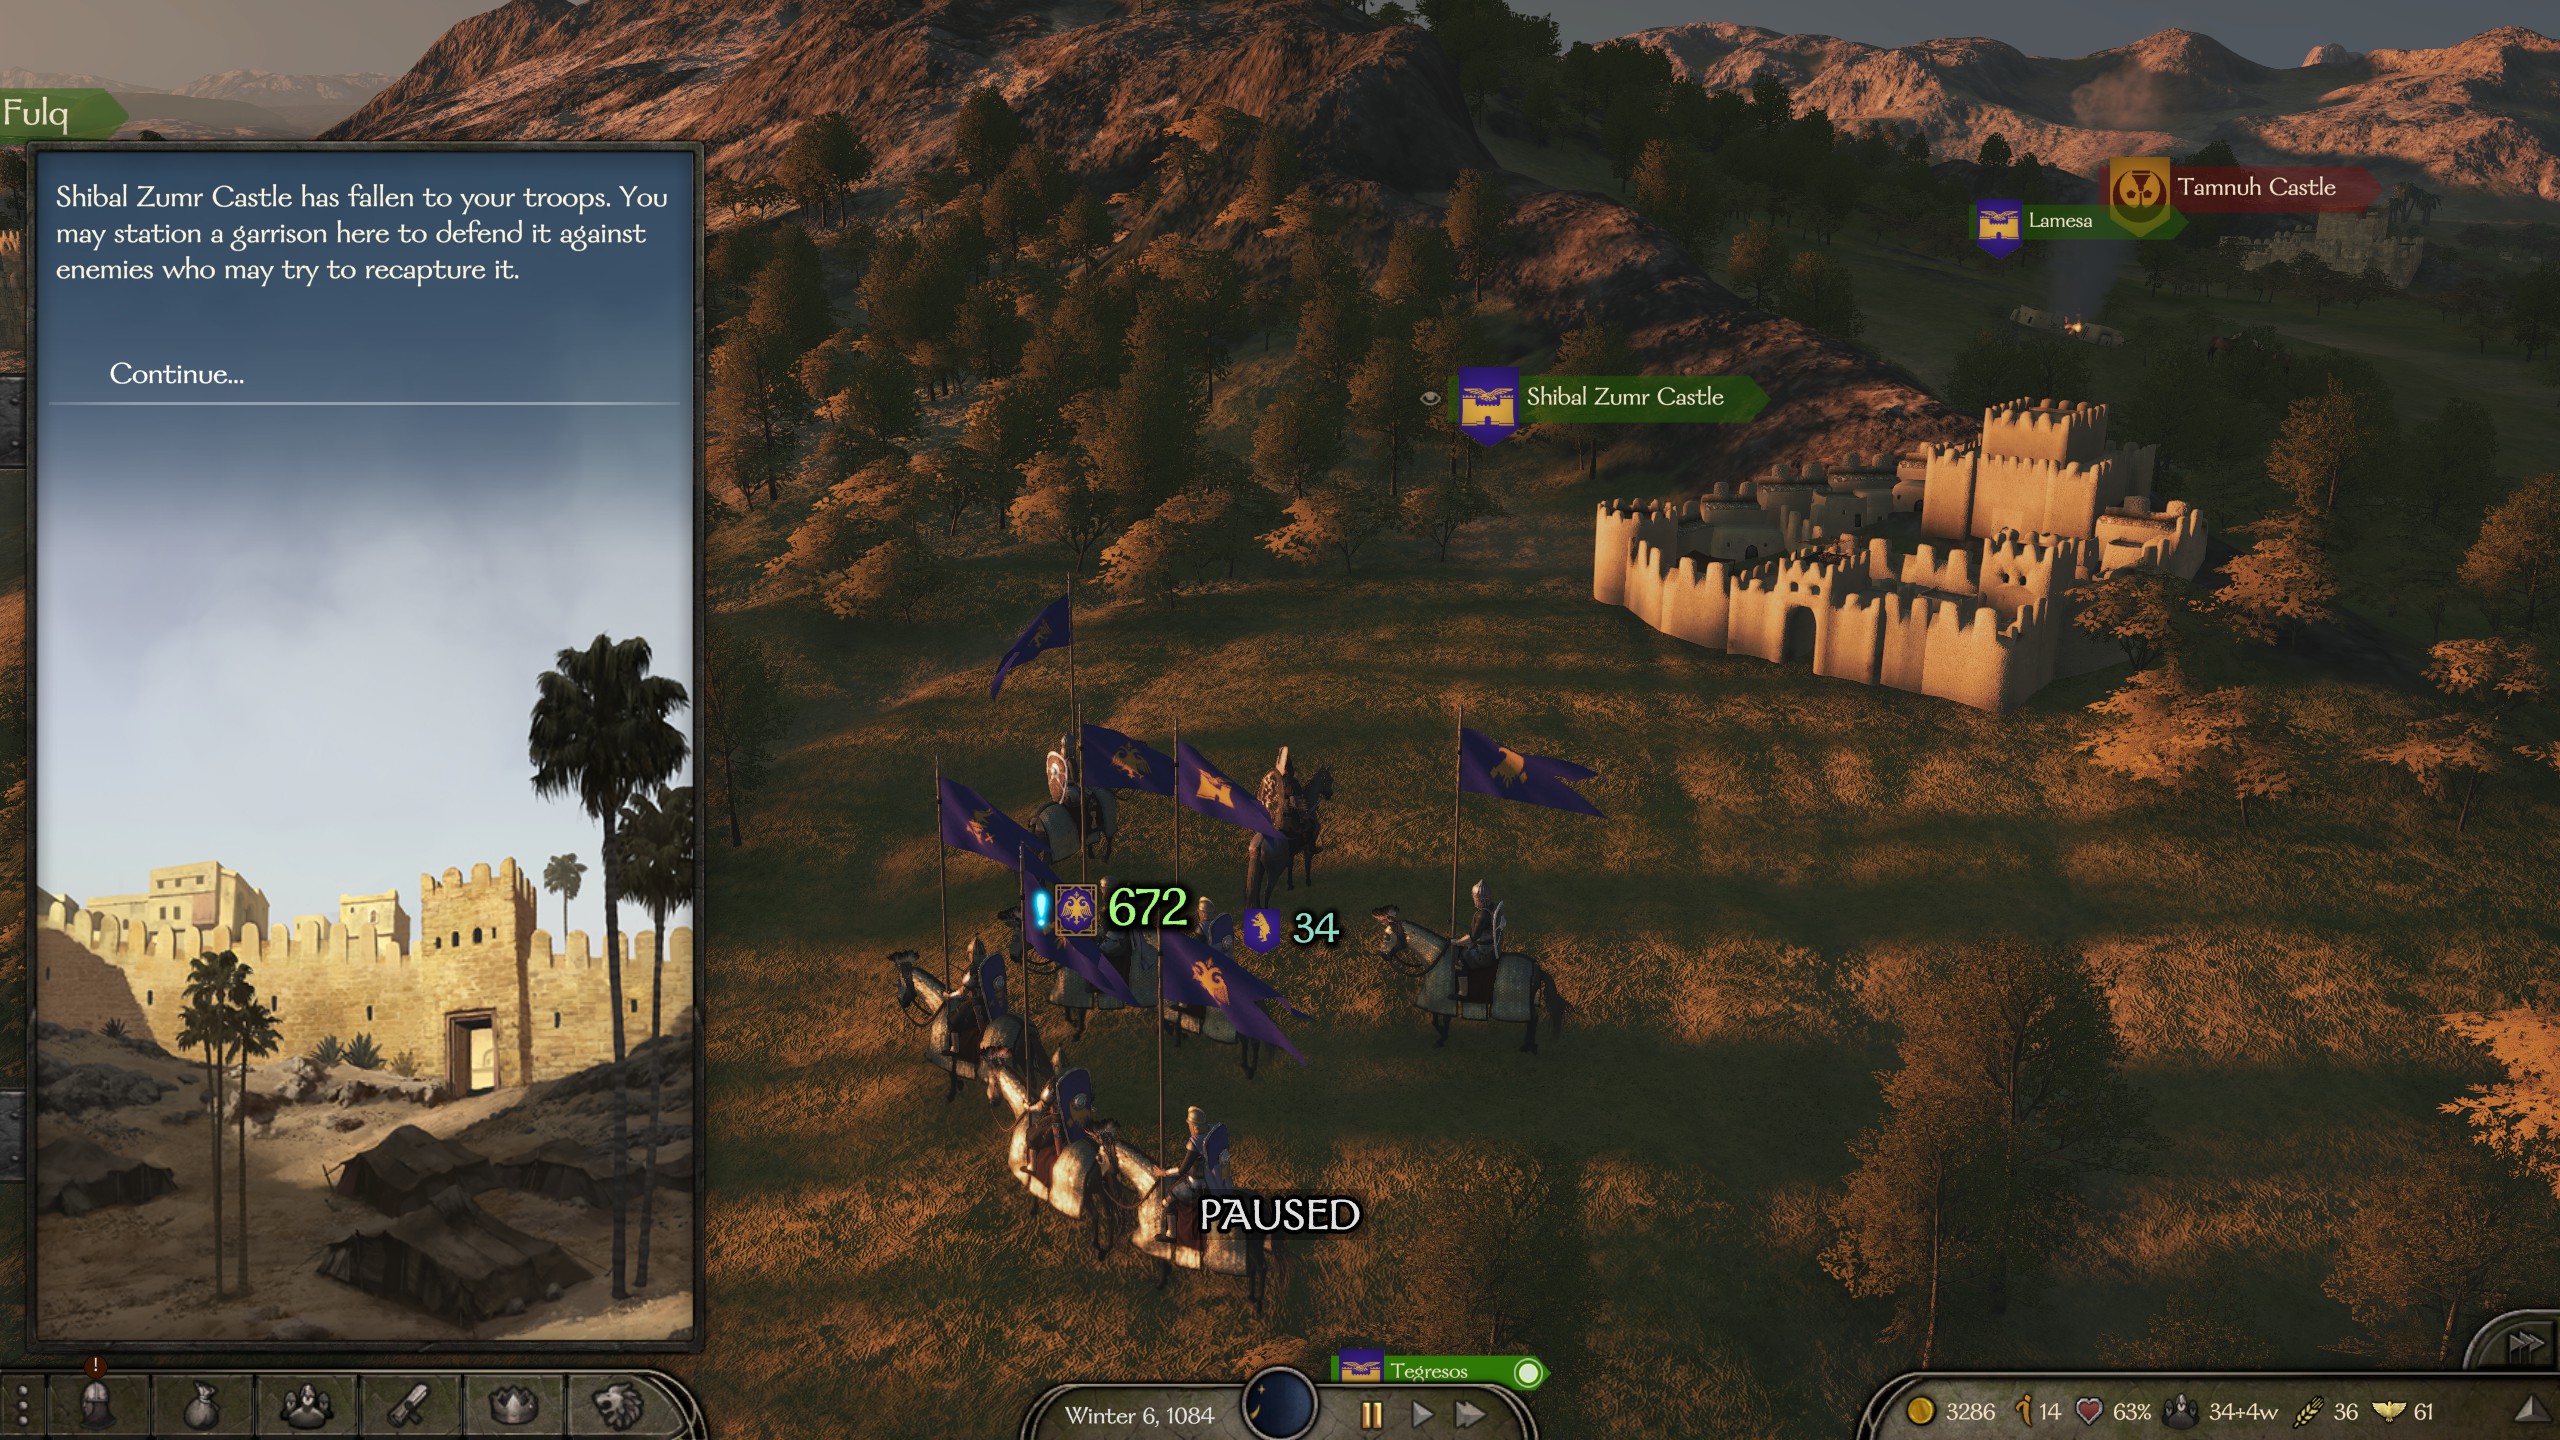 Fulq
Shibal Zumr Castle has fallen to your troops. You
may station a garrison here to defend it against
enemies who may try to recapture it.
Continue...
Tamnuh Castle
Lamesa
Shibal Zumr Castle
! 672
34
PAUSED
Tegresos
!
Winter 6, 1084
3286 14 63% 34+4w 36 61